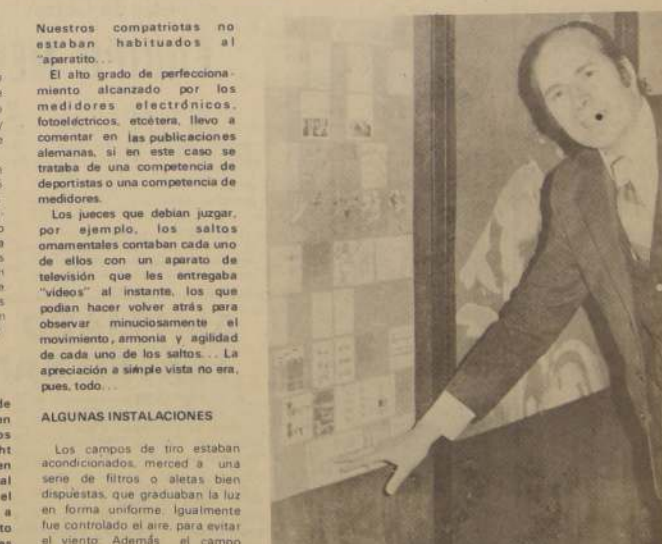 Nuestros compatriotas no
estaban habituados al
"aparatito...
El alto grado de perfecciona-
miento alcanzado por los
medidores electrónicos,
fotoeléctricos, etcétera, llevo a
comentar en las publicaciones
alemanas, si en este caso se
trataba de una competencia de
deportistas o una competencia de
medidores.
Los jueces que debian juzgar,
por ejemplo, los saltos
ornamentales contaban cada uno
de ellos con un aparato de
televisión que les entregaba
"videos" al instante, los que
podian hacer volver atrás para
observar minuciosamente el
movimiento, armonia y agilidad
de cada uno de los saltos... La
apreciación a simple vista no era,
pues, todo...
ALGUNAS INSTALACIONES
Los campos de tiro estaban
acondicionados, merced a una
serie de filtros o aletas bien
dispuestas, que graduaban la luz
en forma uniforme. Igualmente
fue controlado el aire, para evitar
el viento. Además, el campo